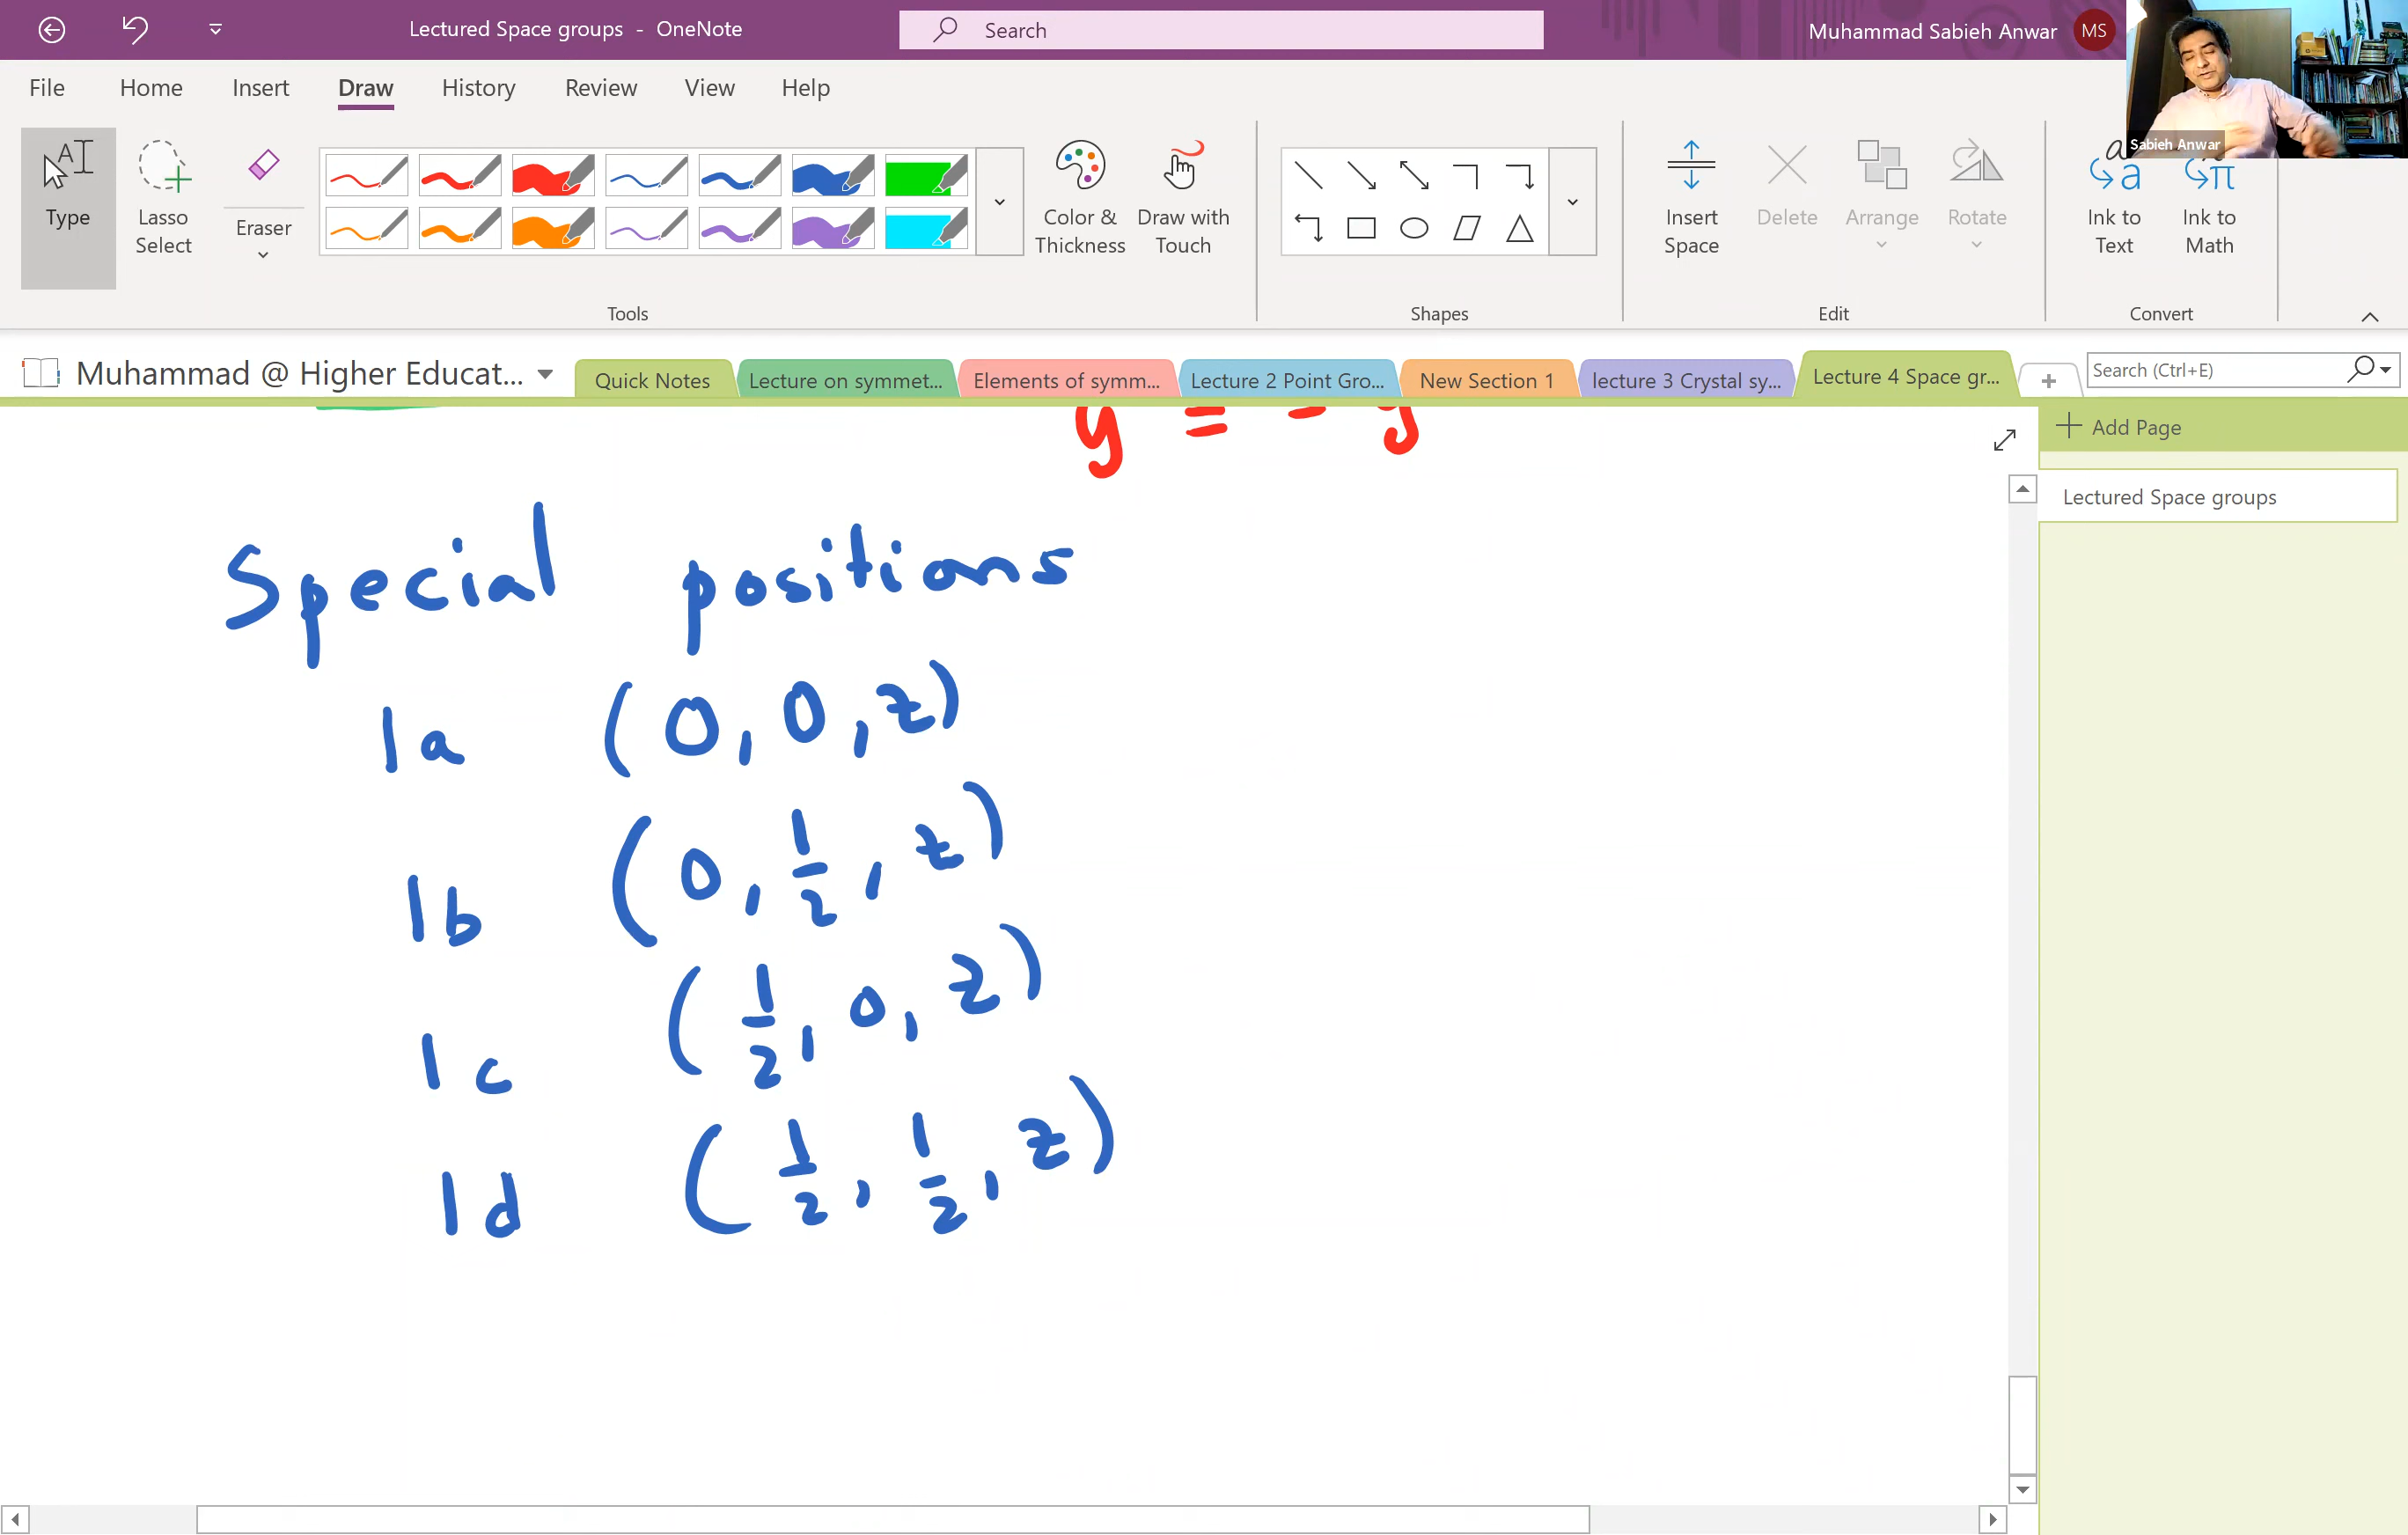 Lectured Space groups - OneNote
Search
Muhammad Sabieh Anwar
MS
Sabieh Anwar
File Home Insert Draw History Review View Help
Type
Lasso Select
Eraser
Color & Thickness
Draw with Touch
Insert Space
Delete
Arrange
Rotate
a
Ink to Text
Ink to Math
Tools
Shapes
Edit
Convert
Muhammad @ Higher Educat...
Quick Notes
Lecture on symmet...
Elements of symm...
Lecture 2 Point Gro...
New Section 1
lecture 3 Crystal sy...
Lecture 4 Space gr...
Search (Ctrl+E)
Add Page
Lectured Space groups
y = - y
Special positions
1a (0, 0, z)
1b (0, 1/2, z)
1c (1/2, 0, z)
1d (1/2, 1/2, z)